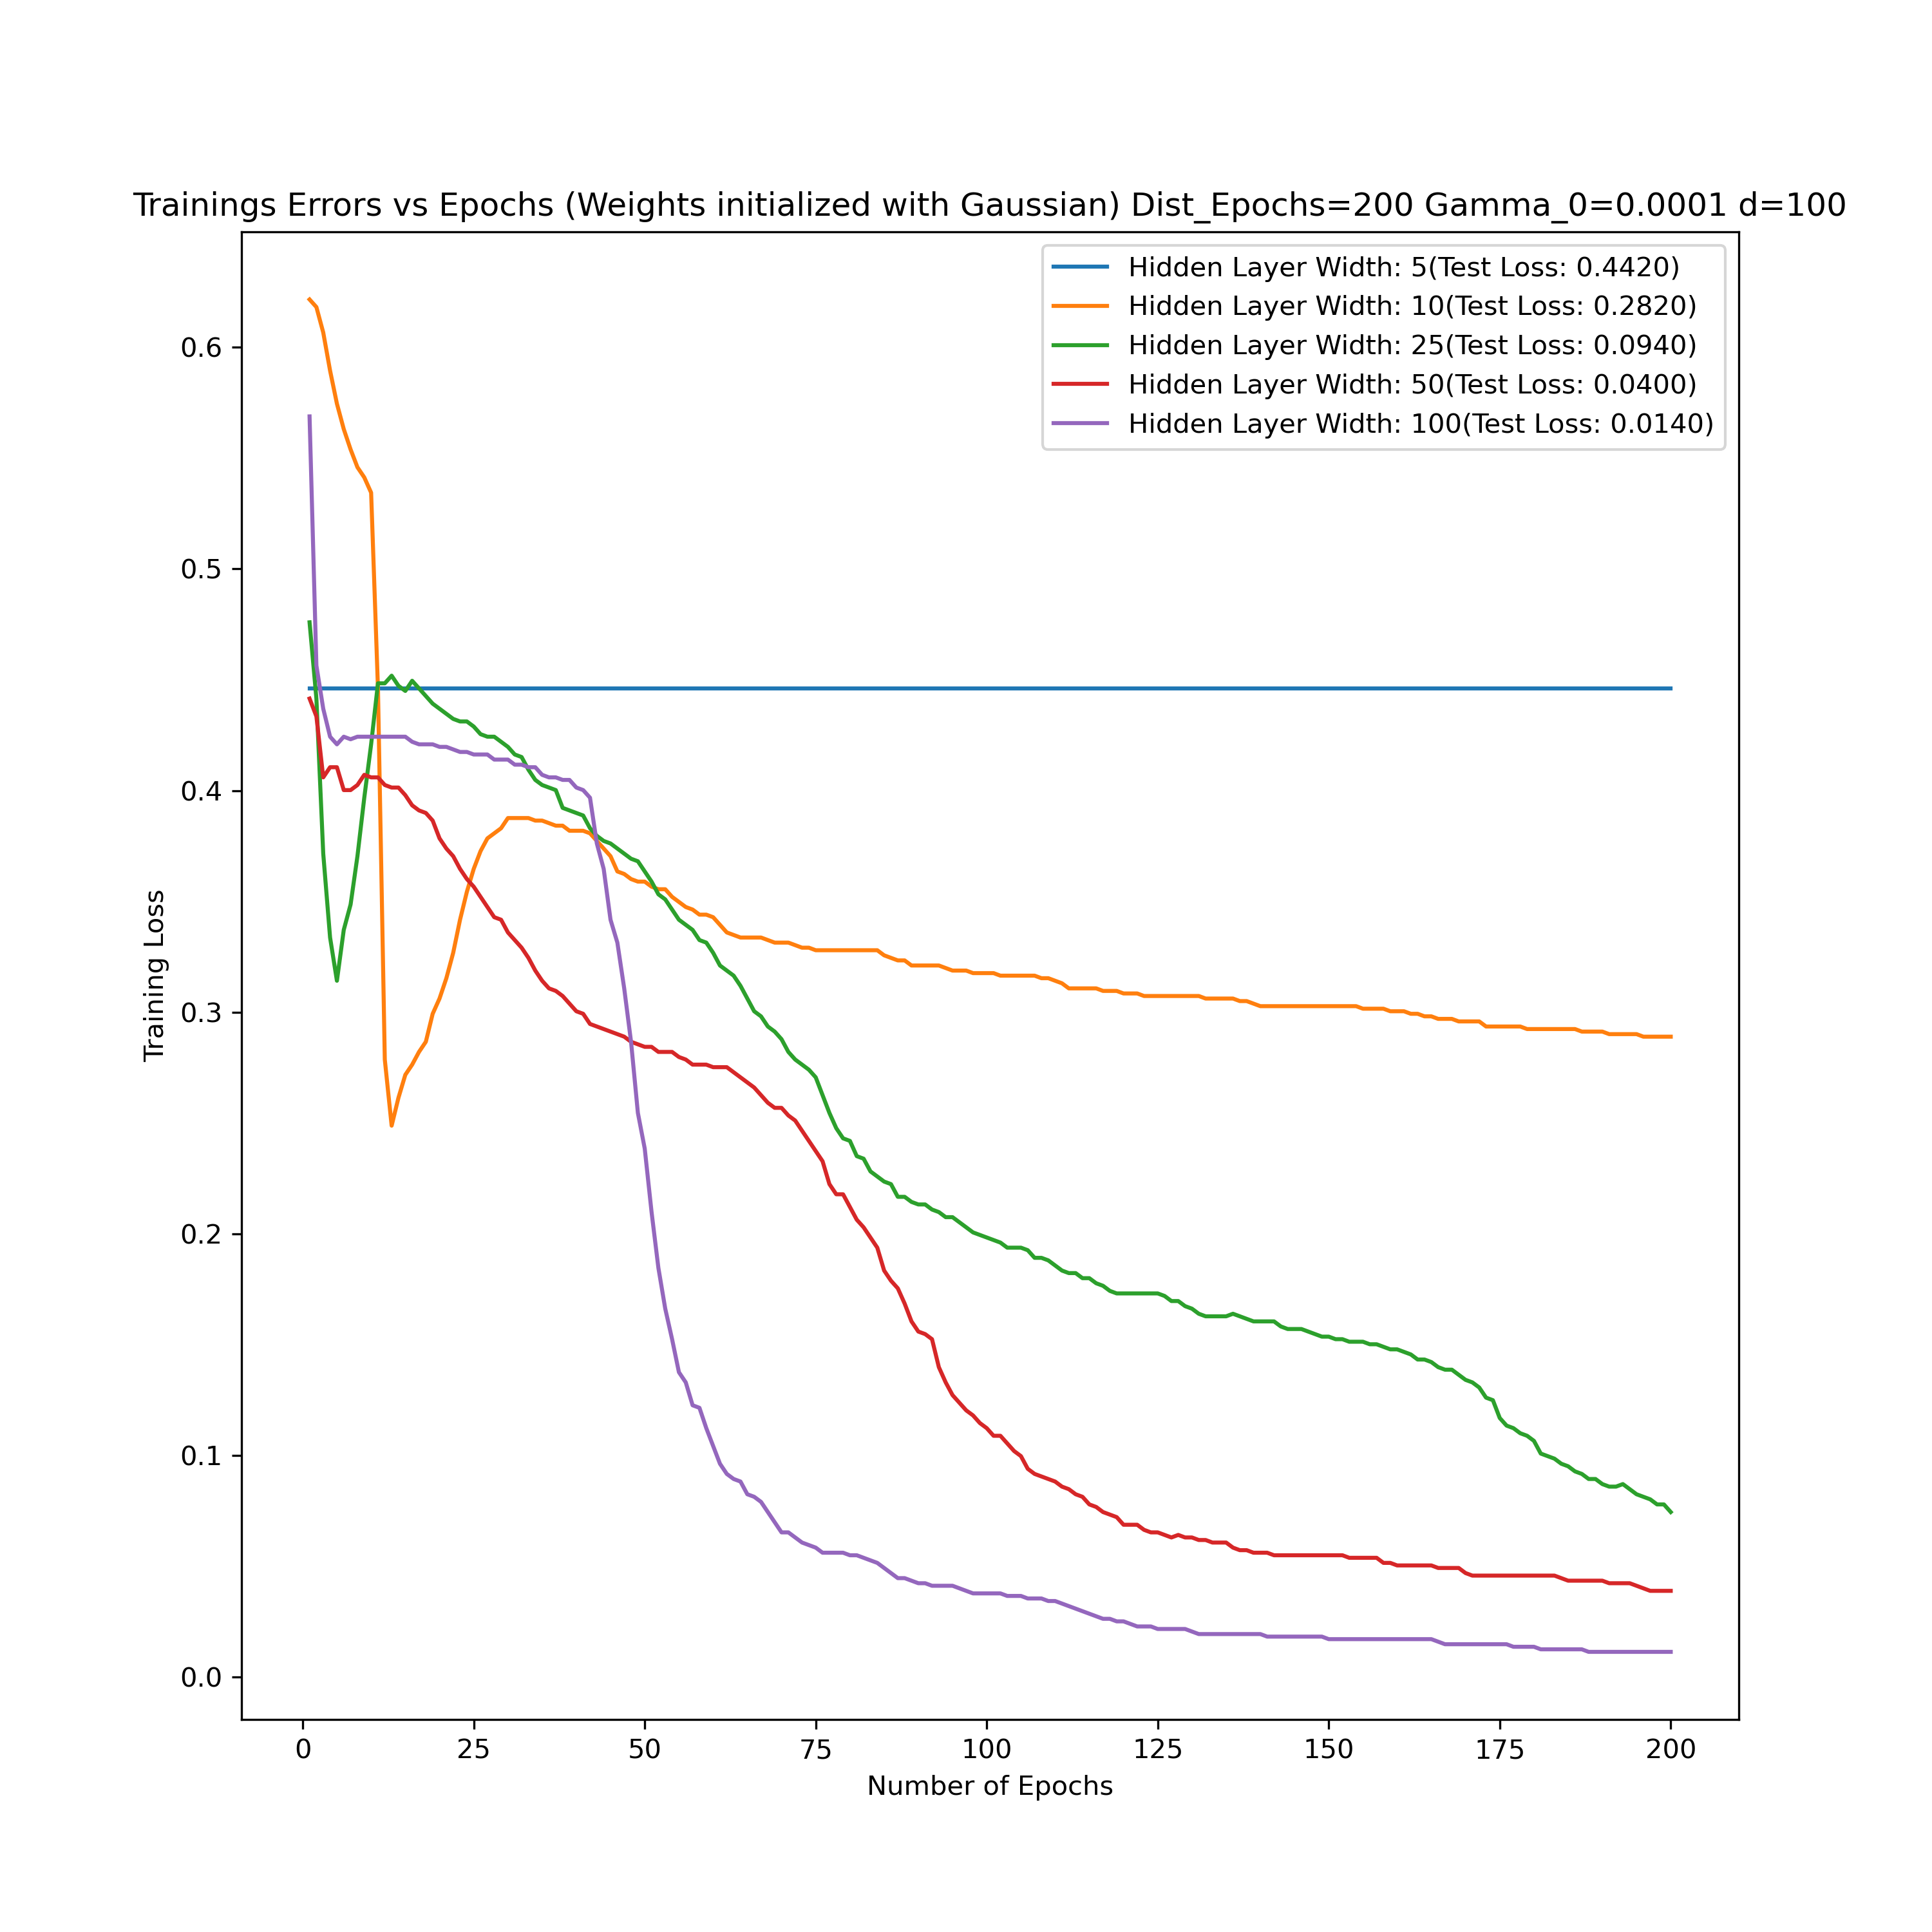 Trainings Errors vs Epochs (Weights initialized with Gaussian) Dist_Epochs=200 Gamma_0=0.0001 d=100
Hidden Layer Width: 5(Test Loss: 0.4420)
Hidden Layer Width: 10(Test Loss: 0.2820)
Hidden Layer Width: 25(Test Loss: 0.0940)
Hidden Layer Width: 50(Test Loss: 0.0400)
Hidden Layer Width: 100(Test Loss: 0.0140)
Training Loss
0.6
0.5
0.4
0.3
0.2
0.1
0.0
0 25 50 75 100 125 150 175 200
Number of Epochs